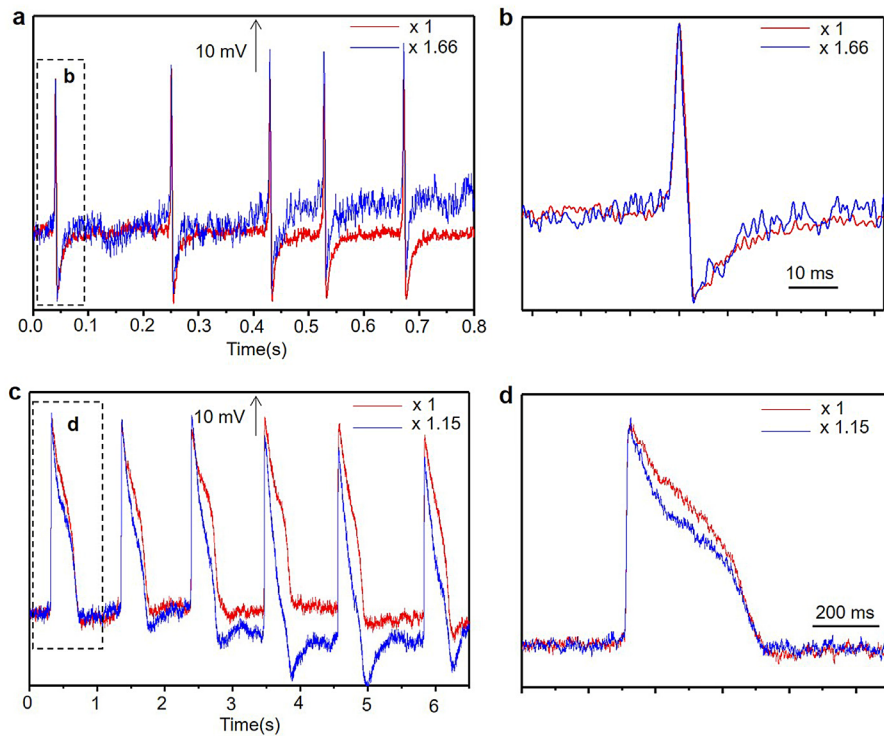 a
x 1
10 mV
x 1.66
b
0.0 0.1 0.2 0.3 0.4 0.5 0.6 0.7 0.8
Time(s)
b
x 1
x 1.66
10 ms
c
x 1
10 mV
x 1.15
d
0 1 2 3 4 5 6
Time(s)
d
x 1
x 1.15
200 ms